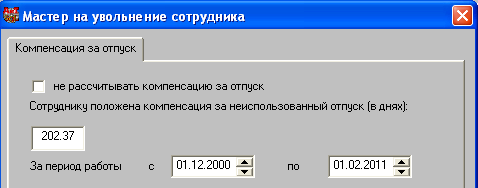 Мастер на увольнение сотрудника
Компенсация за отпуск
не рассчитывать компенсацию за отпуск
Сотруднику положена компенсация за неиспользованный отпуск (в днях):
202.37
За период работы с 01.12.2000 по 01.02.2011